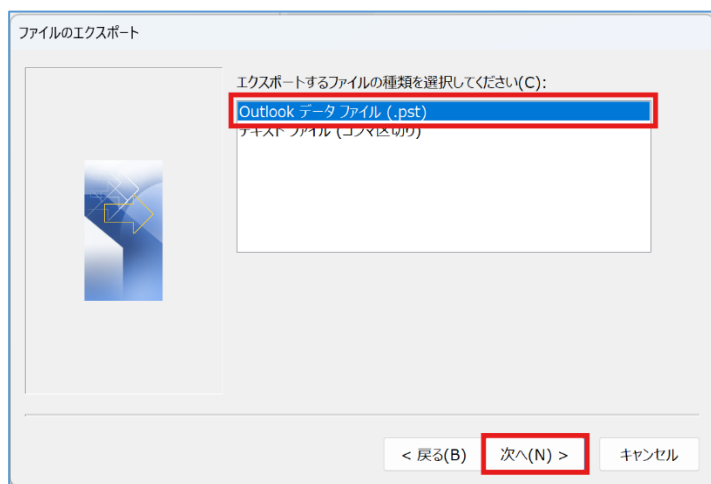 ファイルのエクスポート
エクスポートするファイルの種類を選択してください(C):
Outlook データ ファイル (.pst)
テキスト ファイル (コンマ区切り)
< 戻る(B)
次へ(N) >
キャンセル